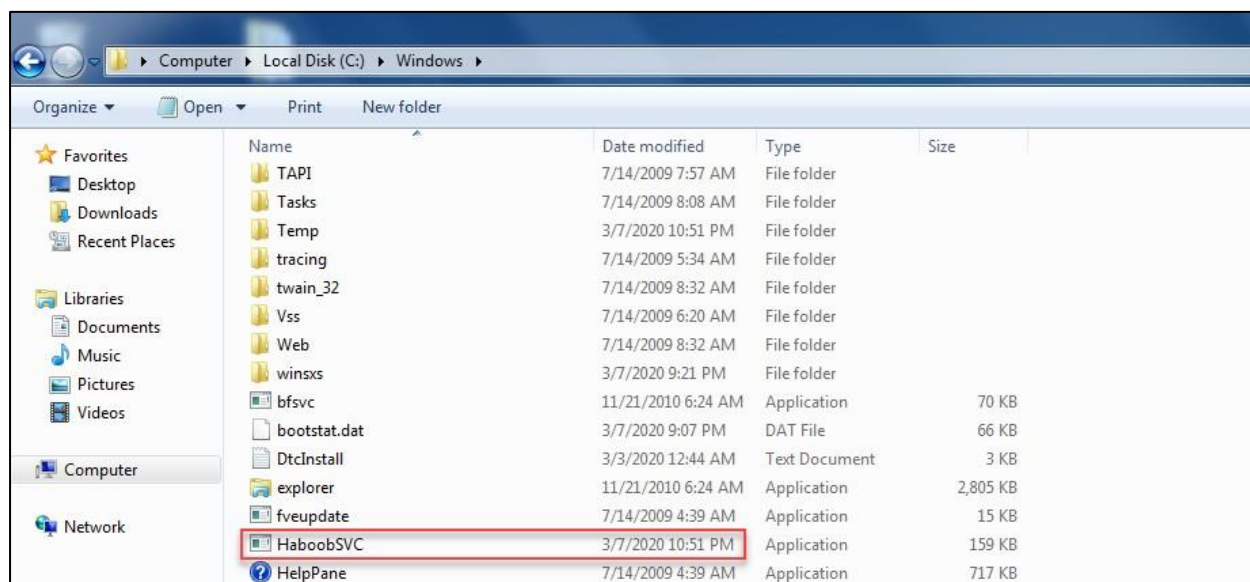 Computer Local Disk (C:) Windows
Organize Open Print New folder
Favorites
Desktop
Downloads
Recent Places
Libraries
Documents
Music
Pictures
Videos
Computer
Network
Name Date modified Type Size
TAPI 7/14/2009 7:57 AM File folder
Tasks 7/14/2009 8:08 AM File folder
Temp 3/7/2020 10:51 PM File folder
tracing 7/14/2009 5:34 AM File folder
twain_32 7/14/2009 8:32 AM File folder
Vss 7/14/2009 6:20 AM File folder
Web 7/14/2009 8:32 AM File folder
winsxs 3/7/2020 9:21 PM File folder
bfsvc 11/21/2010 6:24 AM Application 70 KB
bootstat.dat 3/7/2020 9:07 PM DAT File 66 KB
DtcInstall 3/3/2020 12:44 AM Text Document 3 KB
explorer 11/21/2010 6:24 AM Application 2,805 KB
fveupdate 7/14/2009 4:39 AM Application 15 KB
HaboobSVC 3/7/2020 10:51 PM Application 159 KB
HelpPane 7/14/2009 4:39 AM Application 717 KB